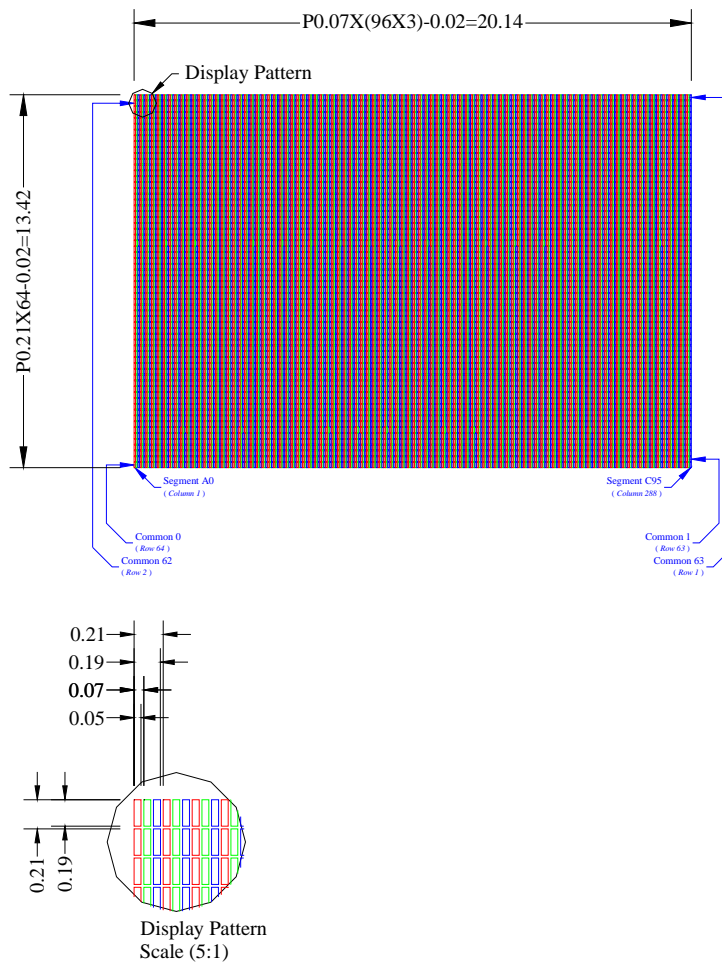 P0.07X(96X3)-0.02=20.14
Display Pattern
P0.21X64-0.02=13.42
Segment A0
( Column 1 )
Segment C95
( Column 288 )
Common 0
( Row 64 )
Common 62
( Row 2 )
Common 1
( Row 63 )
Common 63
( Row 1 )
0.21
0.19
0.07
0.05
0.21
0.19
Display Pattern
Scale (5:1)